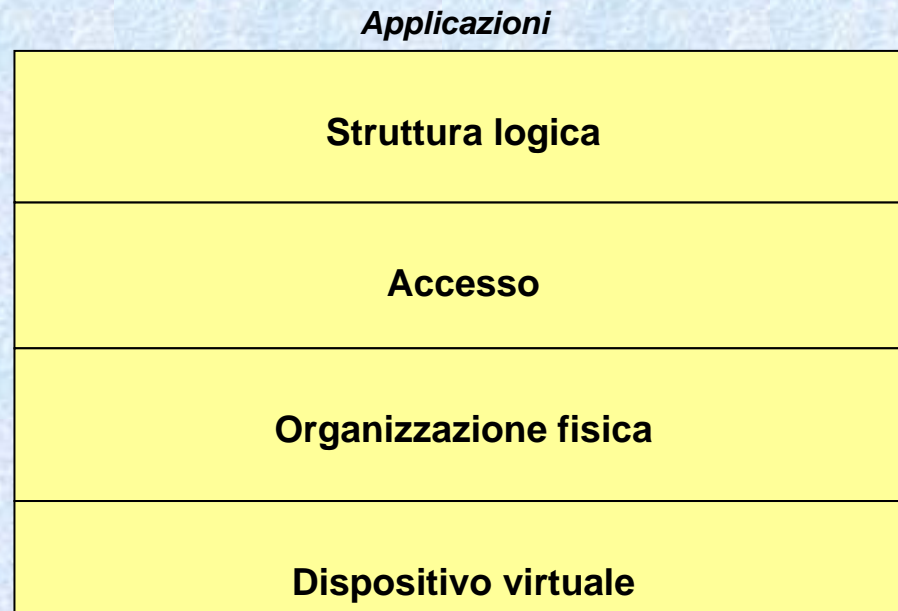 Applicazioni
Struttura logica
Accesso
Organizzazione fisica
Dispositivo virtuale